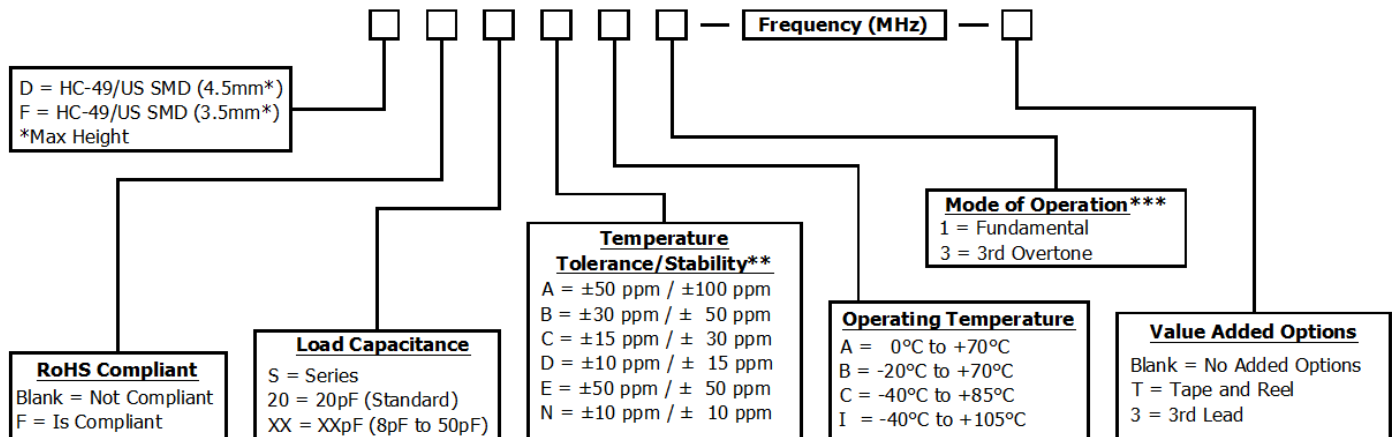 Frequency (MHz)
D = HC-49/US SMD (4.5mm*)
F = HC-49/US SMD (3.5mm*)
*Max Height
RoHS Compliant
Blank = Not Compliant
F = Is Compliant
Load Capacitance
S = Series
20 = 20pF (Standard)
XX = XXpF (8pF to 50pF)
Temperature
Tolerance/Stability**
A = ±50 ppm / ±100 ppm
B = ±30 ppm / ± 50 ppm
C = ±15 ppm / ± 30 ppm
D = ±10 ppm / ± 15 ppm
E = ±50 ppm / ± 50 ppm
N = ±10 ppm / ± 10 ppm
Operating Temperature
A = 0°C to +70°C
B = -20°C to +70°C
C = -40°C to +85°C
I = -40°C to +105°C
Mode of Operation***
1 = Fundamental
3 = 3rd Overtone
Value Added Options
Blank = No Added Options
T = Tape and Reel
3 = 3rd Lead